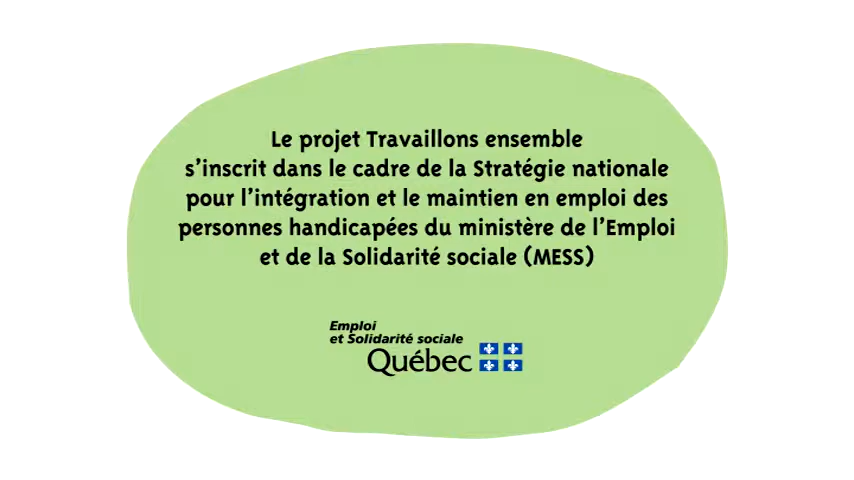 Le projet Travaillons ensemble
s'inscrit dans le cadre de la Stratégie nationale
pour l'intégration et le maintien en emploi des
personnes handicapées du ministère de l'Emploi
et de la Solidarité sociale (MESS)
Emploi
et Solidarité sociale
Québec